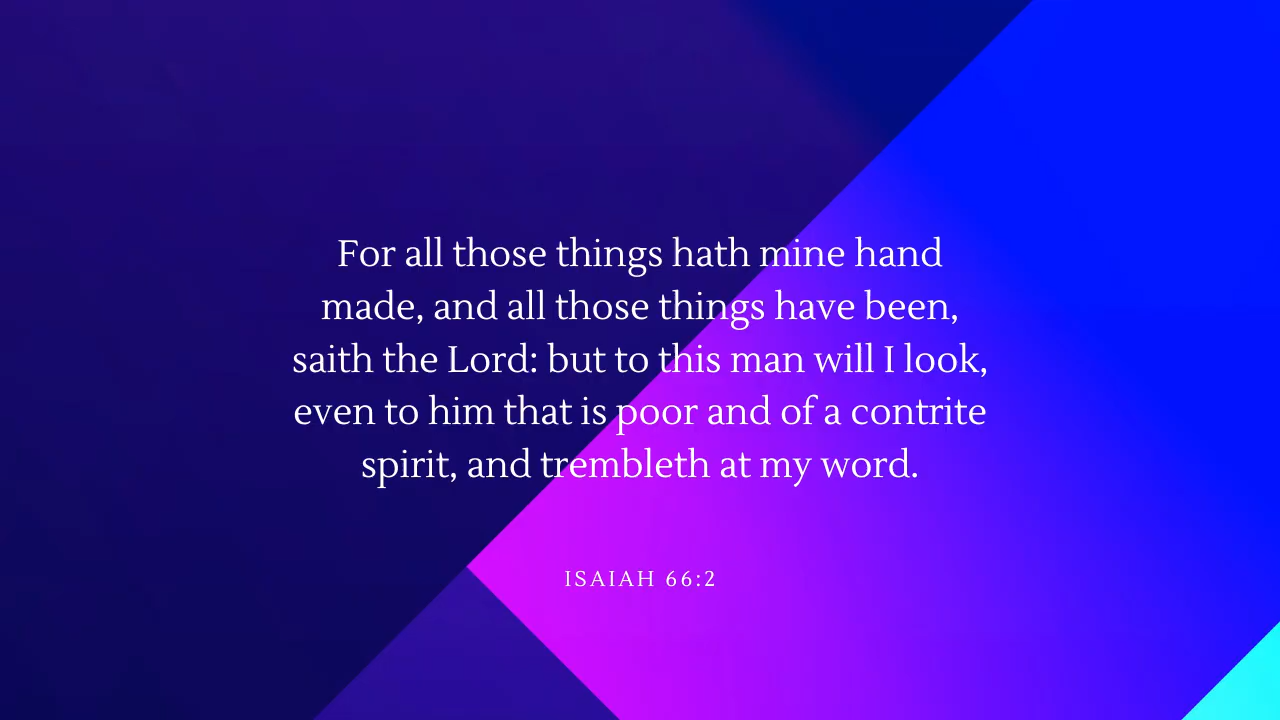 For all those things hath mine hand
made, and all those things have been,
saith the Lord: but to this man will I look,
even to him that is poor and of a contrite
spirit, and trembleth at my word.
ISAIAH 66:2